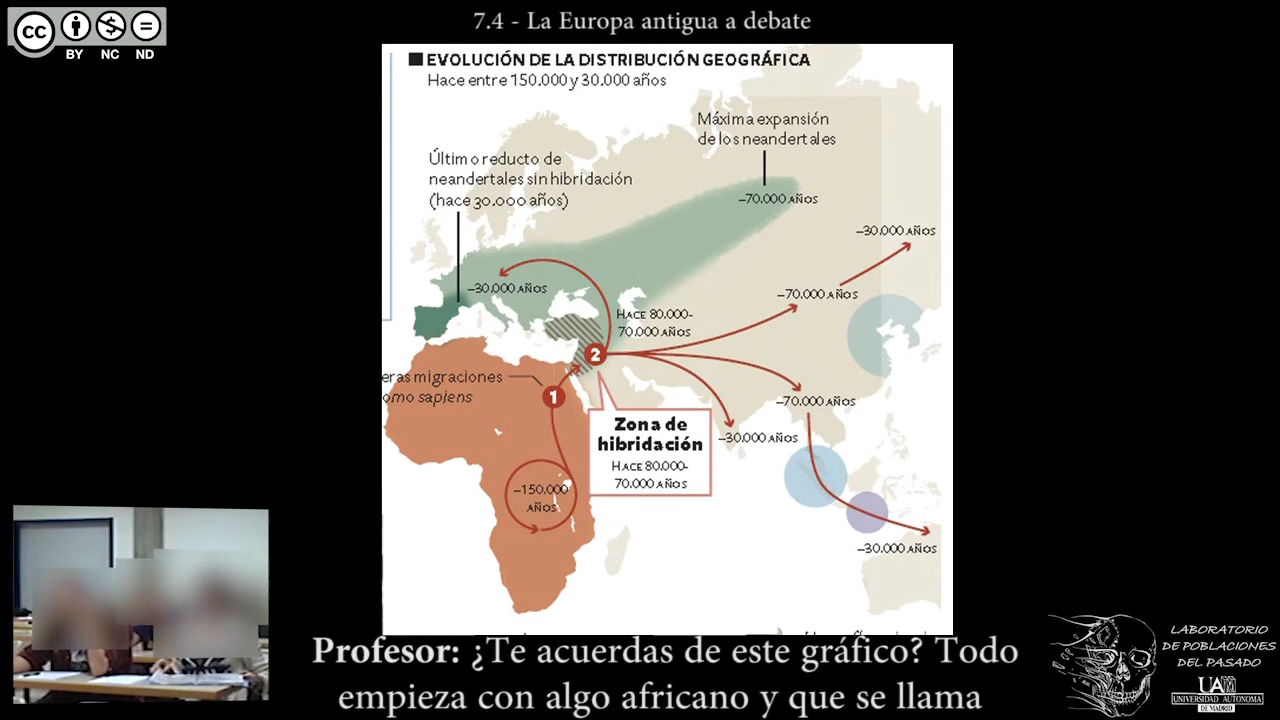 CC
BY NC ND
7.4 - La Europa antigua a debate
EVOLUCIÓN DE LA DISTRIBUCIÓN GEOGRÁFICA
Hace entre 150.000 y 30.000 años
Máxima expansión
de los neandertales
Último reducto de
neandertales sin hibridación
(hace 30.000 años)
–70.000 AÑOS
–30.000 AÑOS
–30.000 AÑOS
–70.000 AÑOS
HACE 80.000-
70.000 AÑOS
2
eras migraciones
omo sapiens
1
–70.000 AÑOS
Zona de
hibridación
HACE 80.000-
70.000 AÑOS
–30.000 AÑOS
–150.000
AÑOS
–30.000 AÑOS
Profesor: ¿Te acuerdas de este gráfico? Todo
empieza con algo africano y que se llama
LABORATORIO
DE POBLACIONES
DEL PASADO
UAM
UNIVERSIDAD AUTONOMA
DE MADRID